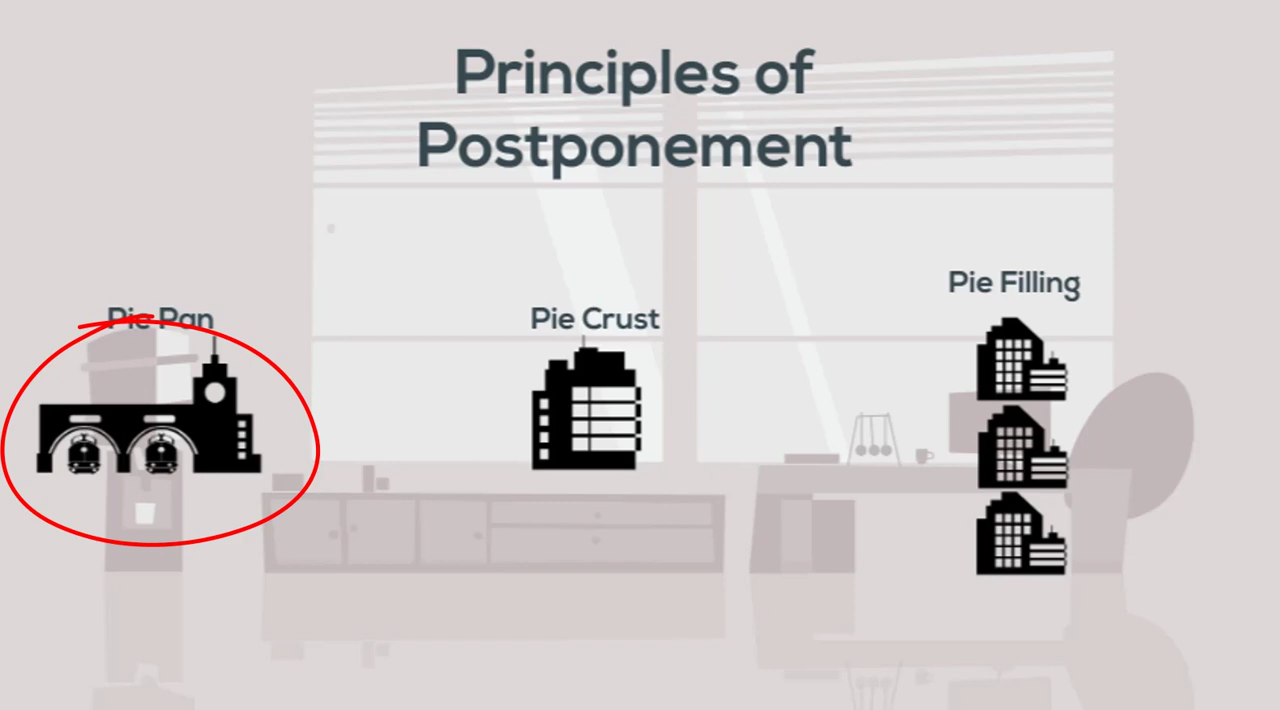 Principles of
Postponement
Pie Pan
Pie Crust
Pie Filling